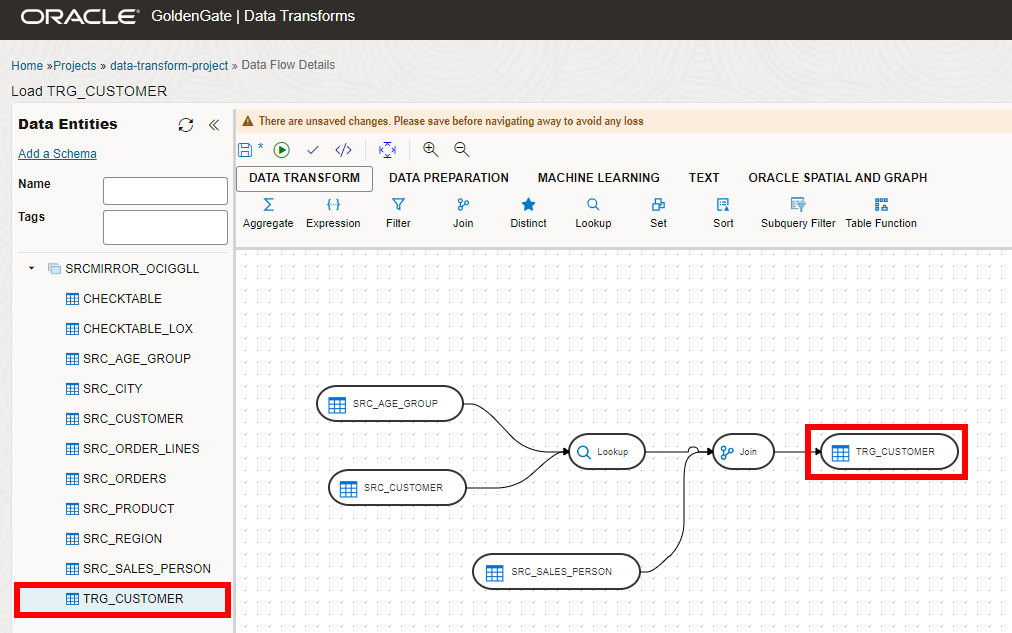 ORACLE® GoldenGate | Data Transforms
Home »Projects » data-transform-project » Data Flow Details
Load TRG_CUSTOMER
Data Entities
Add a Schema
Name
Tags
SRCMIRROR_OCIGGLL
CHECKTABLE
CHECKTABLE_LOX
SRC_AGE_GROUP
SRC_CITY
SRC_CUSTOMER
SRC_ORDER_LINES
SRC_ORDERS
SRC_PRODUCT
SRC_REGION
SRC_SALES_PERSON
TRG_CUSTOMER
There are unsaved changes. Please save before navigating away to avoid any loss
*
DATA TRANSFORM DATA PREPARATION MACHINE LEARNING TEXT ORACLE SPATIAL AND GRAPH
Aggregate Expression Filter Join Distinct Lookup Set Sort Subquery Filter Table Function
SRC_AGE_GROUP
SRC_CUSTOMER
Lookup
Join
TRG_CUSTOMER
SRC_SALES_PERSON